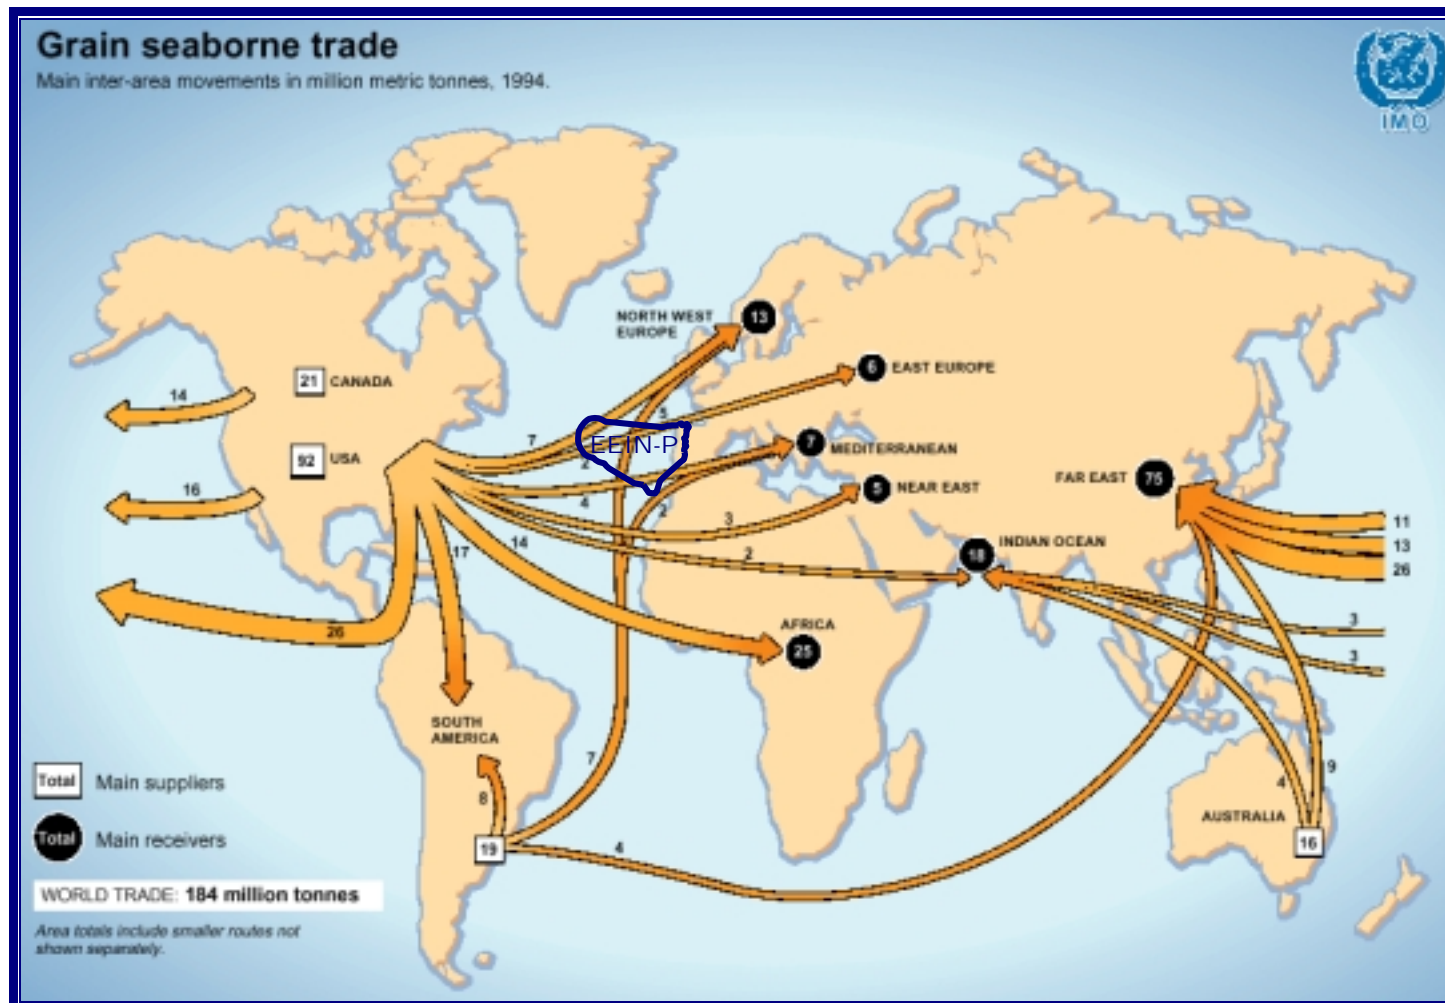 Grain seaborne trade
Main inter-area movements in million metric tonnes, 1994.
IMO
NORTH WEST
EUROPE
13
6 EAST EUROPE
21 CANADA
14
5
7
EEIN-P
2
7 MEDITERRANEAN
92 USA
FAR EAST 75
5 NEAR EAST
16
4
2
3
11
14
17
2
INDIAN OCEAN
18
13
26
26
AFRICA
25
3
3
SOUTH
AMERICA
7
8
4
9
Total Main suppliers
AUSTRALIA
16
Total Main receivers
19
4
WORLD TRADE: 184 million tonnes
Area totals include smaller routes not
shown separately.